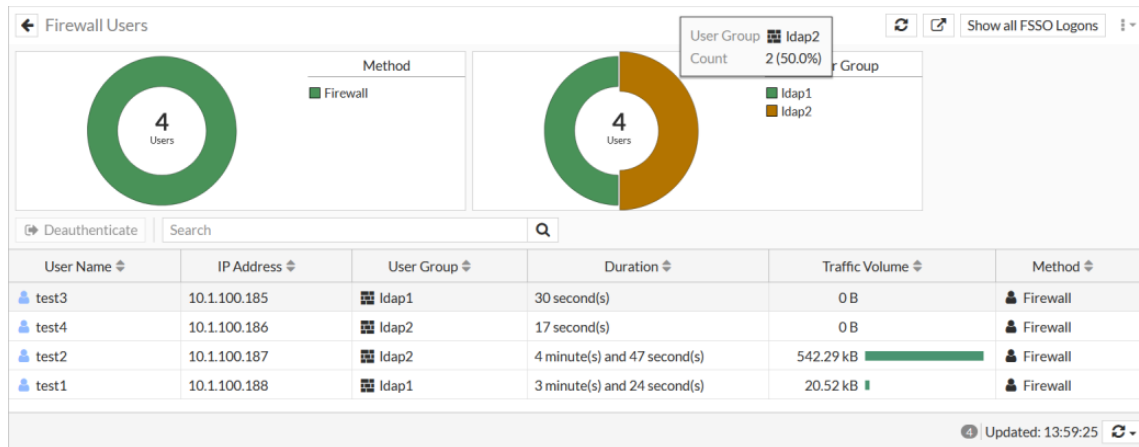 Firewall Users
Show all FSSO Logons
User Group ldap2
Count 2 (50.0%)
Method
Firewall
4
Users
r Group
ldap1
ldap2
4
Users
Deauthenticate Search
User Name IP Address User Group Duration Traffic Volume Method
test3 10.1.100.185 ldap1 30 second(s) 0 B Firewall
test4 10.1.100.186 ldap2 17 second(s) 0 B Firewall
test2 10.1.100.187 ldap2 4 minute(s) and 47 second(s) 542.29 kB Firewall
test1 10.1.100.188 ldap1 3 minute(s) and 24 second(s) 20.52 kB Firewall
4 Updated: 13:59:25